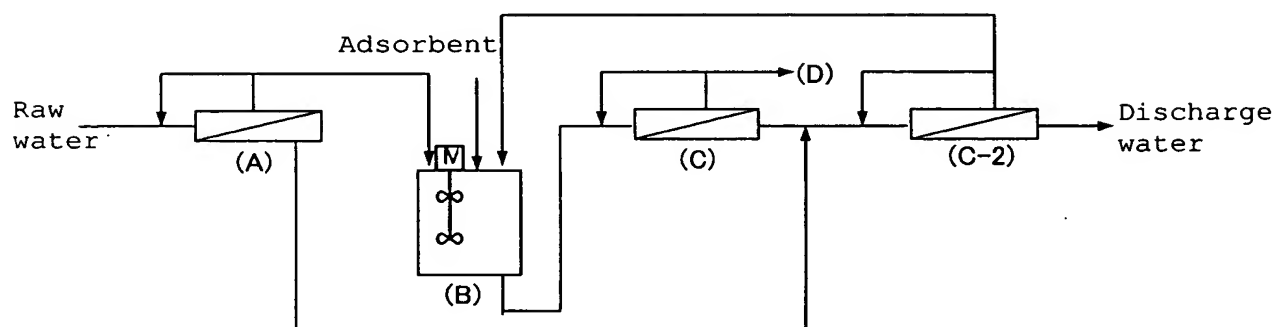 Adsorbent
(D)
Raw
water
Discharge
water
(A)
M
(C)
(C-2)
(B)